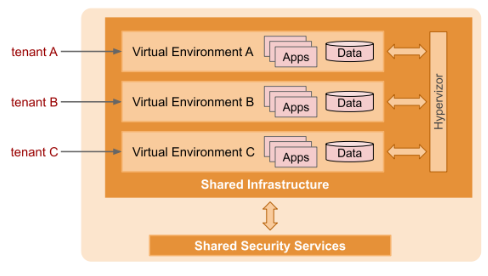 tenant A
Virtual Environment A
Apps
Data
tenant B
Virtual Environment B
Apps
Data
tenant C
Virtual Environment C
Apps
Data
Hypervizor
Shared Infrastructure
Shared Security Services